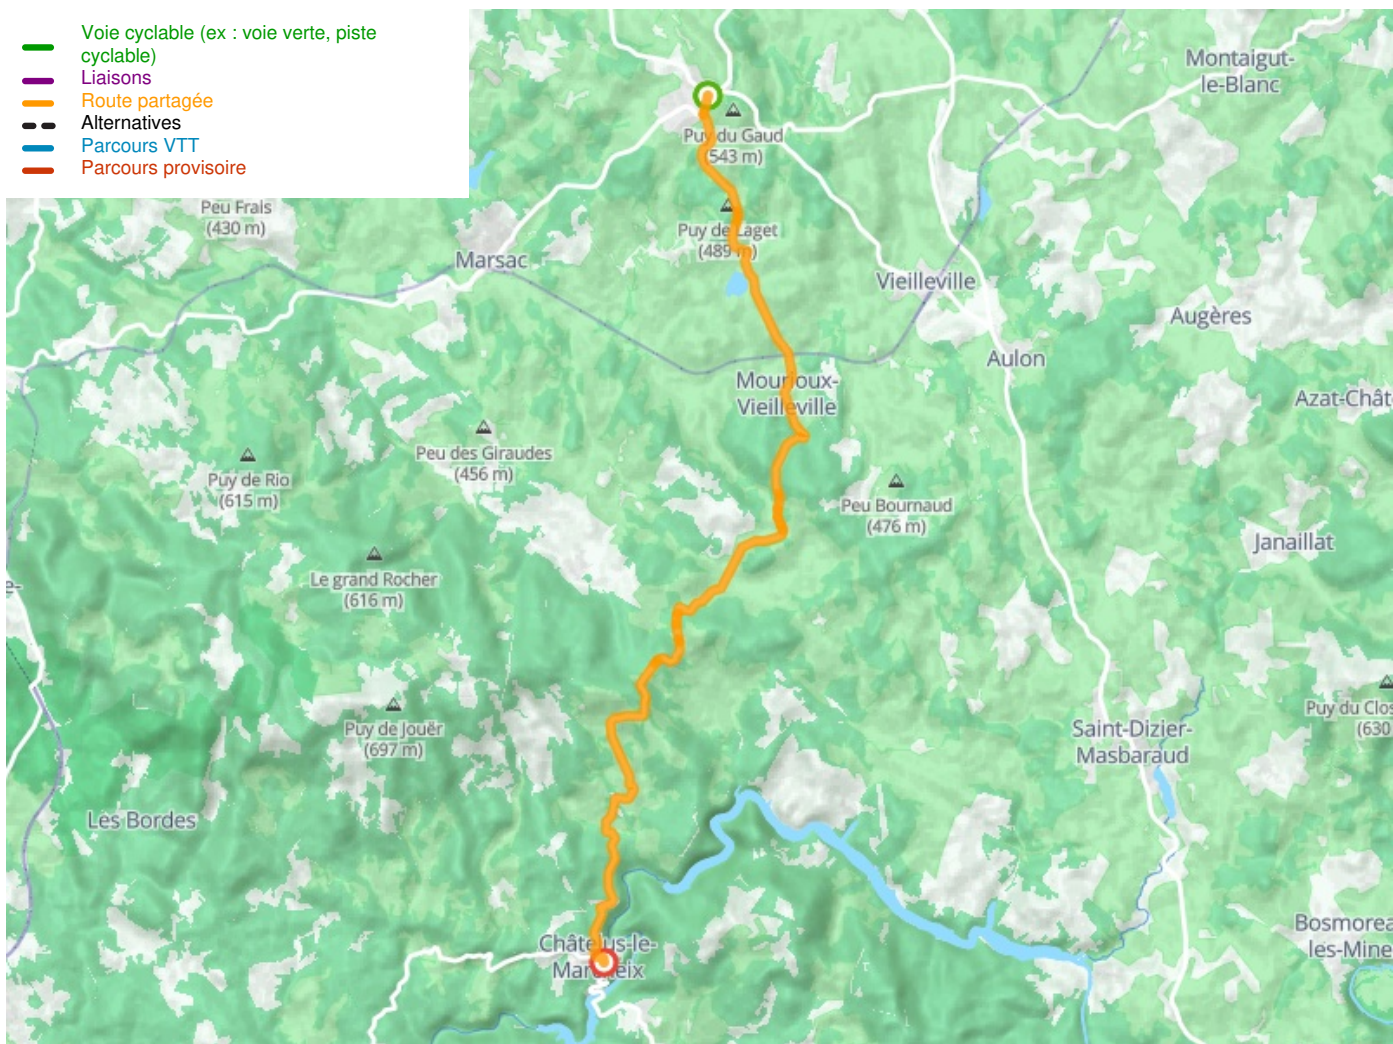 Voie cyclable (ex : voie verte, piste
cyclable)
Liaisons
Route partagée
Alternatives
Parcours VTT
Parcours provisoire
Montaigut-
le-Blanc
Puy du Gaud
(543 m)
Peu Frais
(430 m)
Puy de Laget
(489 m)
Marsac
Vieilleville
Augères
Aulon
Mourioux-
Vieilleville
Azat-Chât
Peu des Giraudes
(456 m)
Puy de Rio
(615 m)
Peu Bournaud
(476 m)
Janaillat
Le grand Rocher
(616 m)
e-
Puy de Jouër
(697 m)
Puy du Clos
(630
Saint-Dizier-
Masbaraud
Les Bordes
Châtelus-le-
Marcheix
Bosmorea
les-Mine